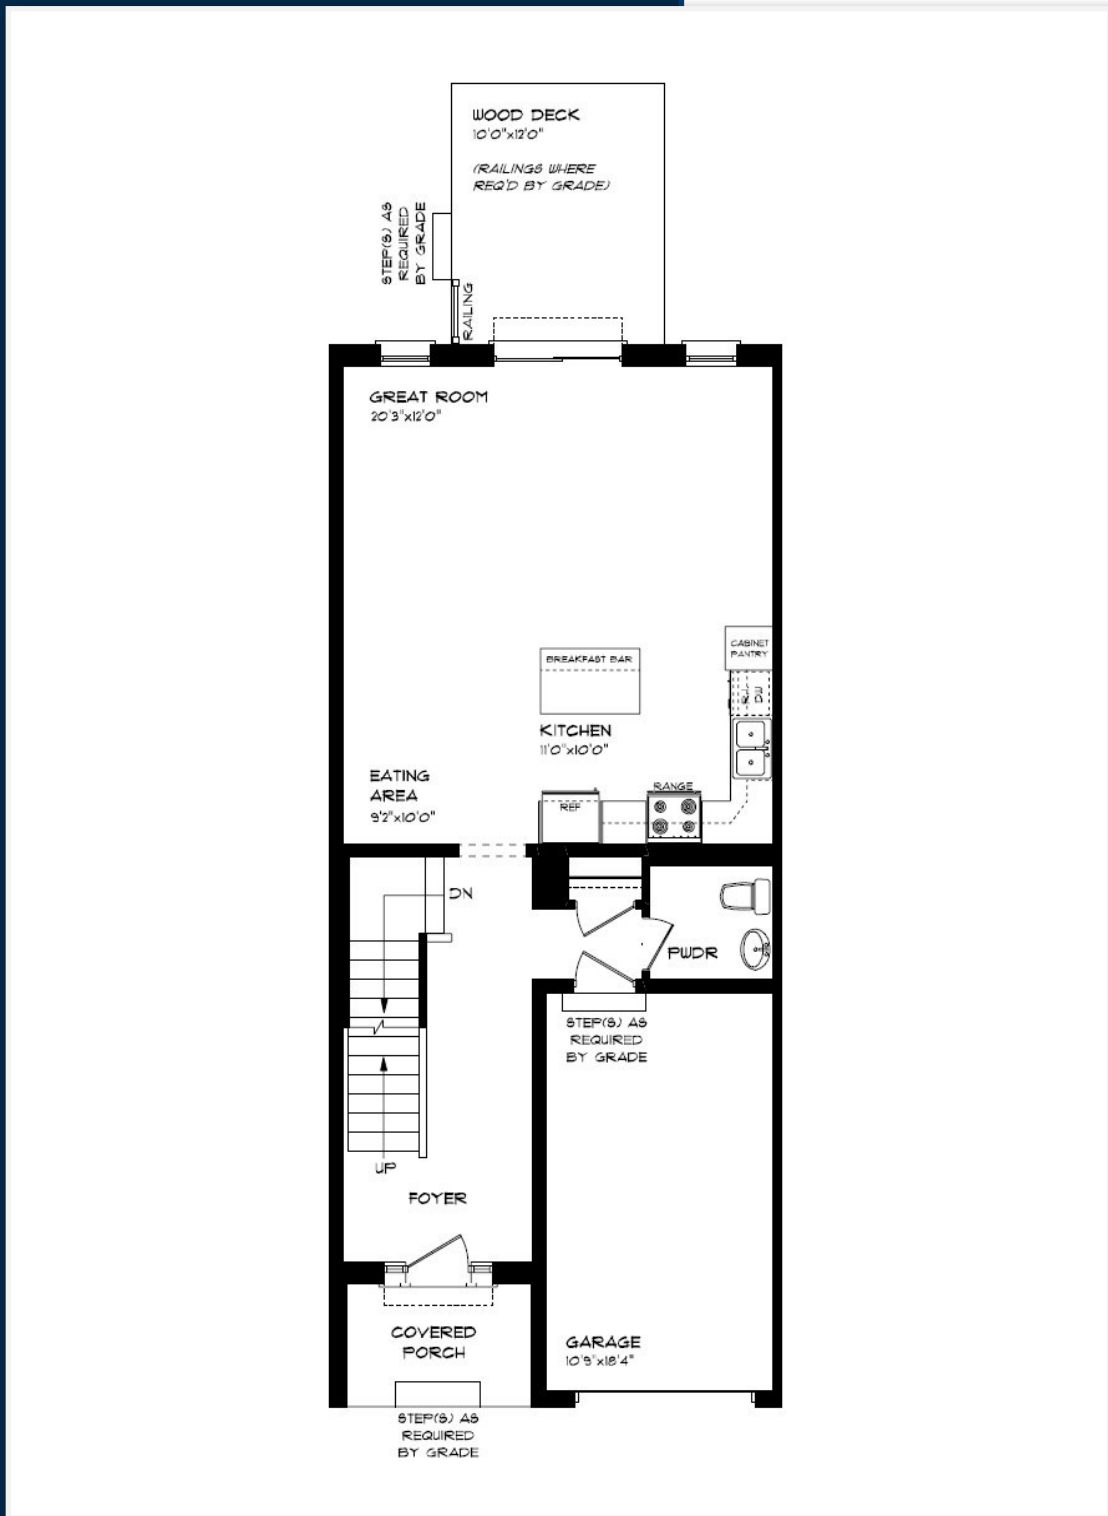 WOOD DECK
10'0"x12'0"
(RAILINGS WHERE
REQ'D BY GRADE)
STEP(S) AS
REQUIRED
BY GRADE
RAILING
GREAT ROOM
20'3"x12'0"
CABINET
PANTRY
BREAKFAST BAR
R.I.
DW
KITCHEN
11'0"x10'0"
EATING
AREA
9'2"x10'0"
RANGE
REF
DN
PWDR
STEP(S) AS
REQUIRED
BY GRADE
UP
FOYER
COVERED
PORCH
GARAGE
10'9"x18'4"
STEP(S) AS
REQUIRED
BY GRADE